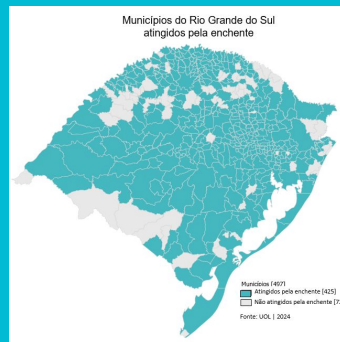 Municípios do Rio Grande do Sul
atingidos pela enchente
Municípios [497]
Atingidos pela enchente [425]
Não atingidos pela enchente [7
Fonte: UOL | 2024